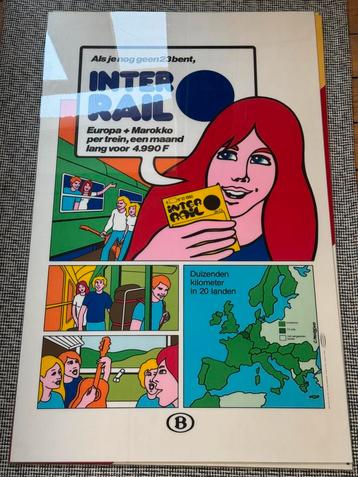 Als je nog geen 23 bent,
INTER
RAIL
Europa + Marokko
per trein, een maand
lang voor 4.990 F
INTER
RAIL
Duizenden
kilometer
in 20 landen
B